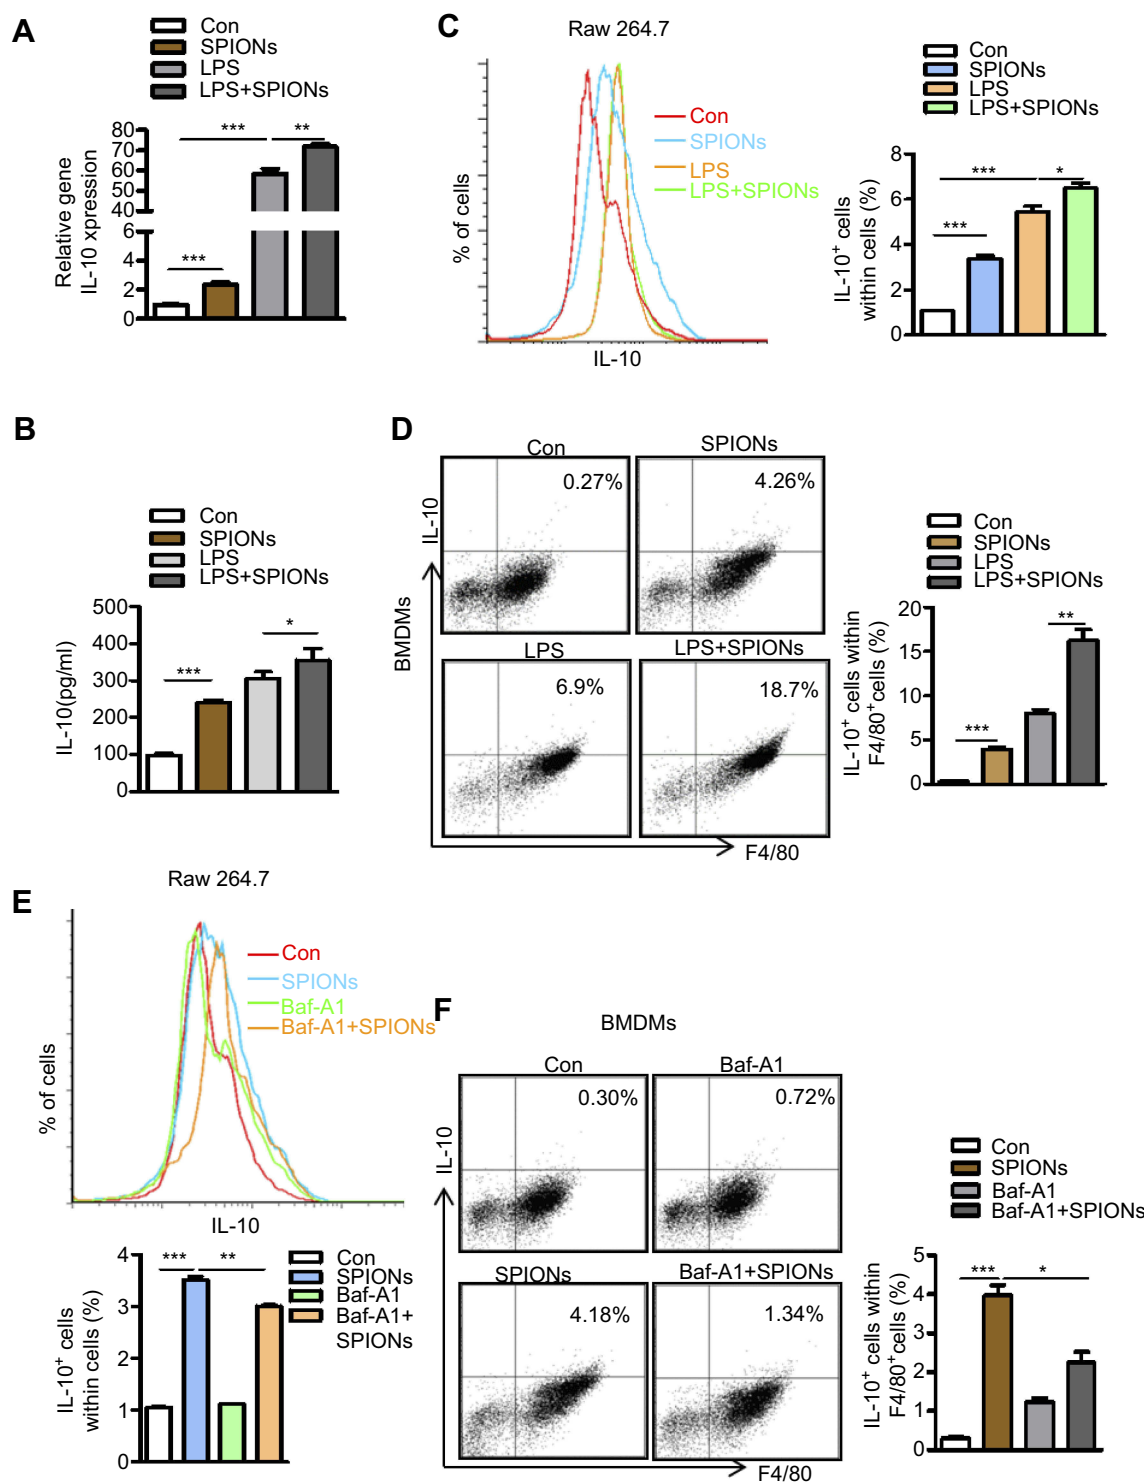 A
Con
SPIONs
LPS
LPS+SPIONs
Relative gene
IL-10 xpression
80
70
60
50
40
6
4
2
0
***
***
**
C
Raw 264.7
% of cells
IL-10
Con
SPIONs
LPS
LPS+SPIONs
Con
SPIONs
LPS
LPS+SPIONs
IL-10+ cells
within cells (%)
8
6
4
2
0
***
***
*
B
Con
SPIONs
LPS
LPS+SPIONs
IL-10(pg/ml)
500
400
300
200
100
0
***
*
D
Con
SPIONs
0.27%
4.26%
LPS
LPS+SPIONs
6.9%
18.7%
IL-10
BMDMs
F4/80
Con
SPIONs
LPS
LPS+SPIONs
IL-10+ cells within
F4/80+cells (%)
20
15
10
5
0
***
**
E
Raw 264.7
% of cells
IL-10
Con
SPIONs
Baf-A1
Baf-A1+SPIONs
IL-10+ cells
within cells (%)
4
3
2
1
0
***
**
Con
SPIONs
Baf-A1
Baf-A1+
SPIONs
F
BMDMs
Con
Baf-A1
0.30%
0.72%
SPIONs
Baf-A1+SPIONs
4.18%
1.34%
IL-10
F4/80
Con
SPIONs
Baf-A1
Baf-A1+SPIONs
IL-10+ cells within
F4/80+cells (%)
5
4
3
2
1
0
***
*